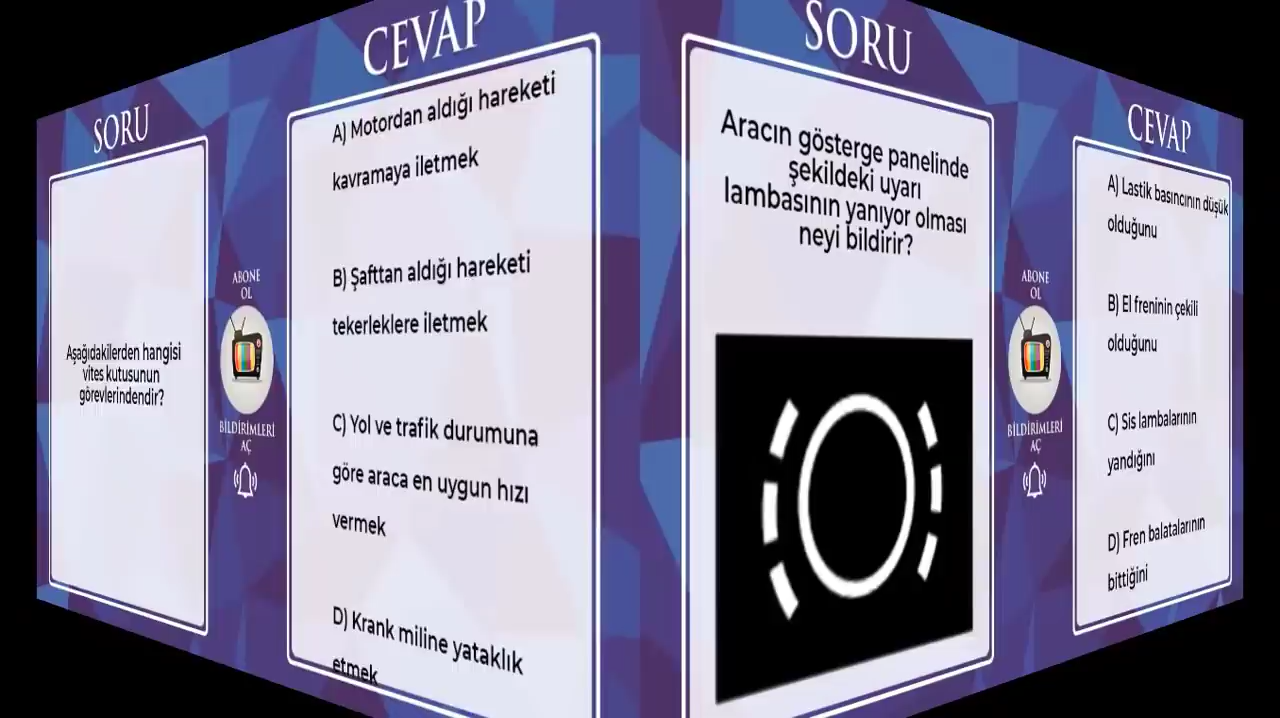 SORU
Aşağıdakilerden hangisi
vites kutusunun
görevlerindendir?
ABONE
OL
BİLDİRİMLERİ
AÇ
CEVAP
A) Motordan aldığı hareketi
kavramaya iletmek
B) Şafttan aldığı hareketi
tekerleklere iletmek
C) Yol ve trafik durumuna
göre araca en uygun hızı
vermek
D) Krank miline yataklık
etmek
SORU
Aracın gösterge panelinde
şekildeki uyarı
lambasının yanıyor olması
neyi bildirir?
ABONE
OL
BİLDİRİMLERİ
AÇ
CEVAP
A) Lastik basıncının düşük
olduğunu
B) El freninin çekili
olduğunu
C) Sis lambalarının
yandığını
D) Fren balatalarının
bittiğini